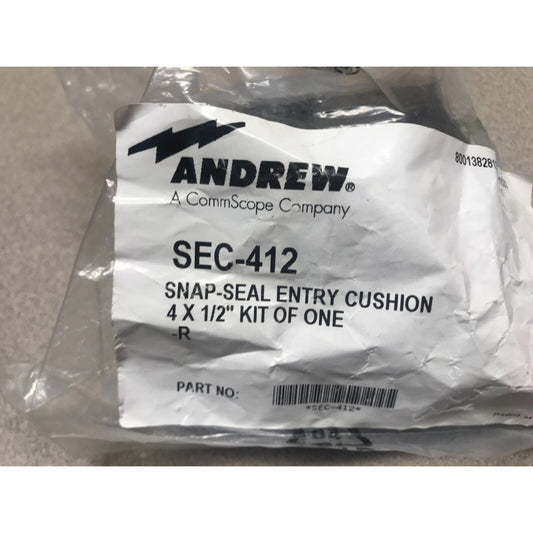 ANDREW®
A CommScope Company
SEC-412
SNAP-SEAL ENTRY CUSHION
4 X 1/2" KIT OF ONE
-R
PART NO:
*SEC-412*